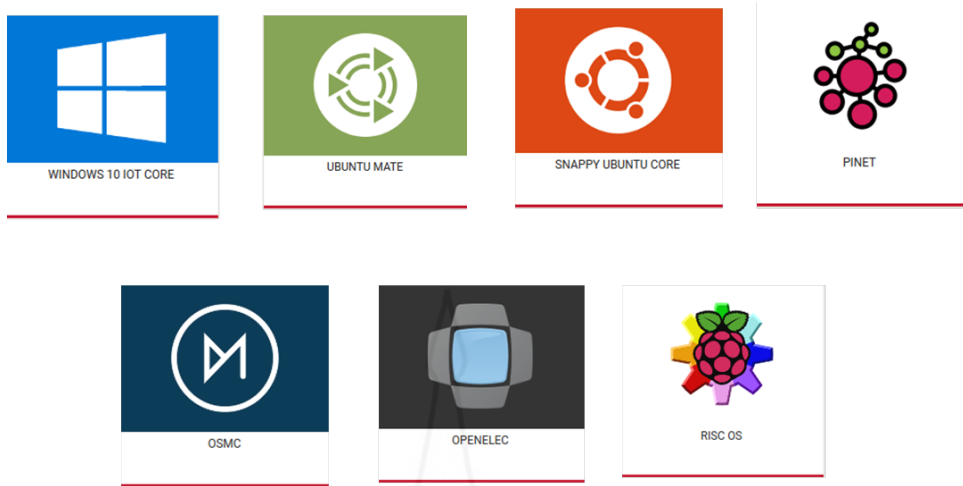 WINDOWS 10 IOT CORE
UBUNTU MATE
SNAPPY UBUNTU CORE
PINET
OSMC
OPENELEC
RISC OS